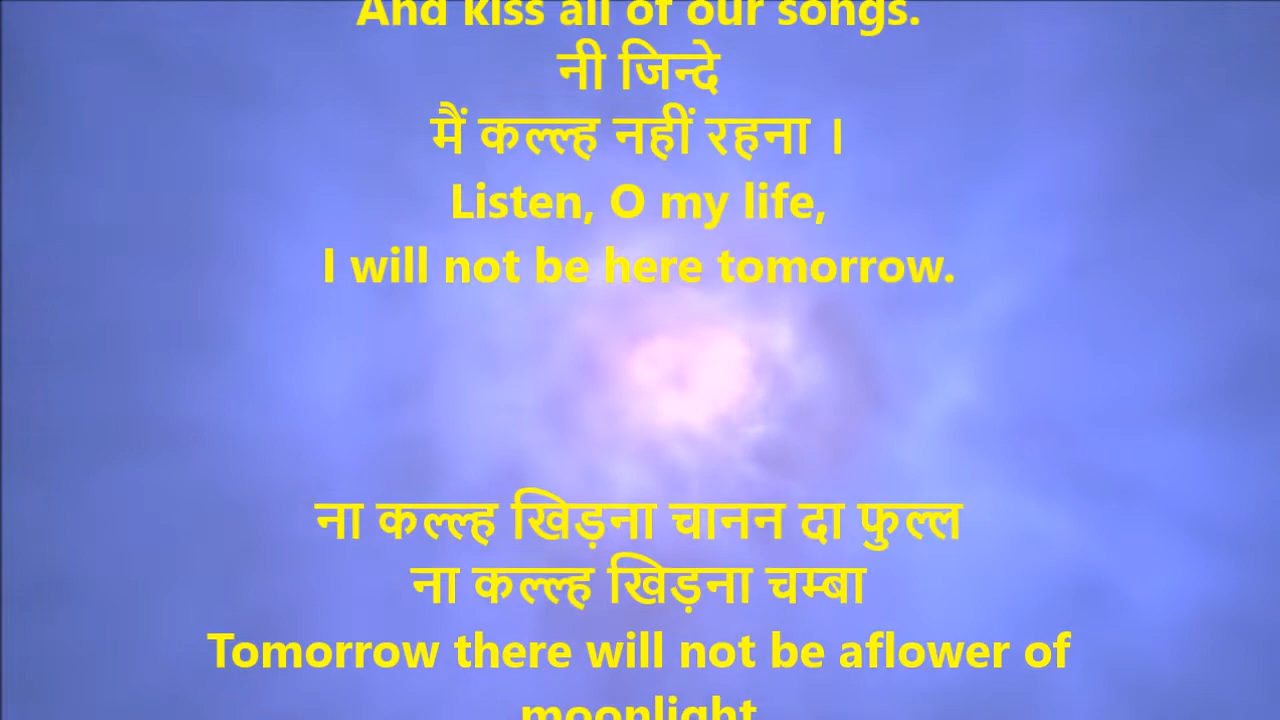 And kiss all of our songs.
नी जिन्दे
मैं कल्ल्ह नहीं रहना ।
Listen, O my life,
I will not be here tomorrow.
ना कल्ल्ह खिड़ना चानन दा फुल्ल
ना कल्ल्ह खिड़ना चम्बा
Tomorrow there will not be aflower of
moonlight